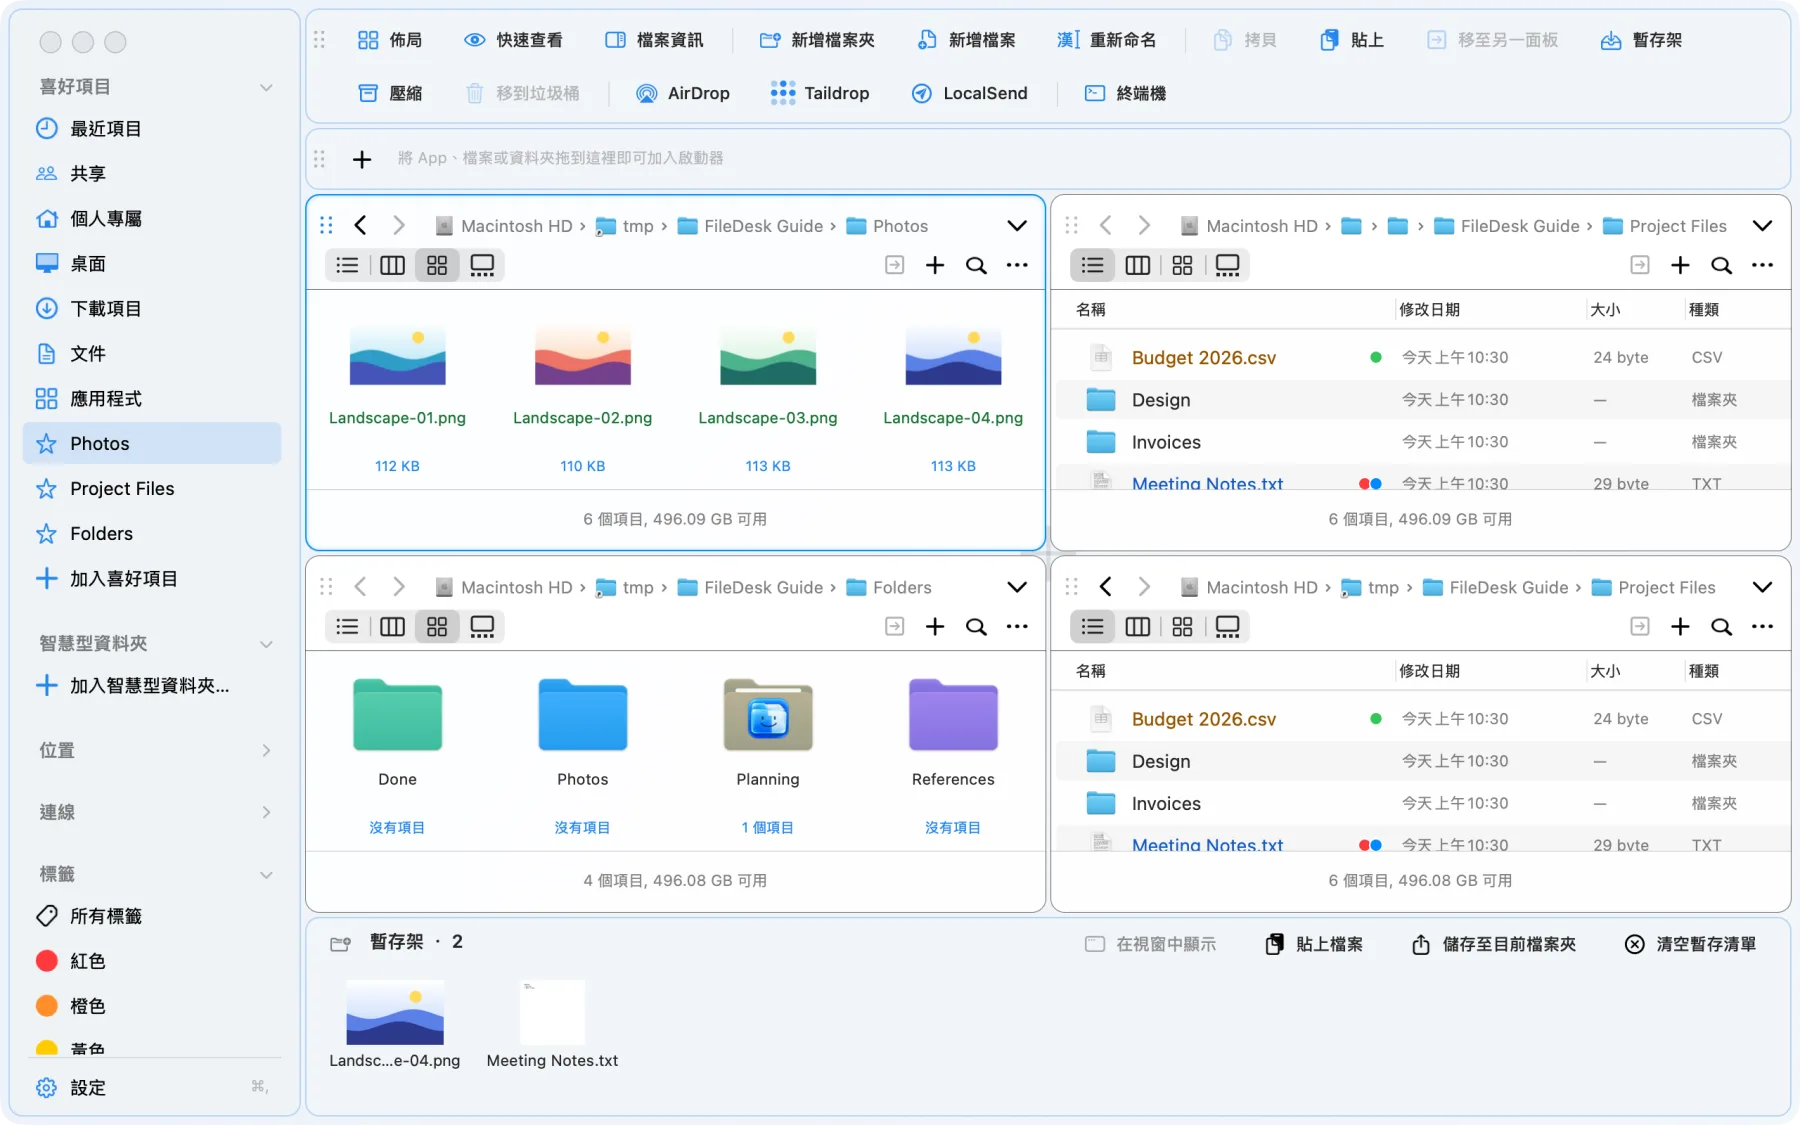 喜好項目
最近項目
共享
個人專屬
桌面
下載項目
文件
應用程式
Photos
Project Files
Folders
加入喜好項目
智慧型資料夾
加入智慧型資料夾...
位置
連線
標籤
所有標籤
紅色
橙色
黃色
設定 ⌘,
佈局 快速查看 檔案資訊 新增檔案夾 新增檔案 漢 重新命名 拷貝 貼上 移至另一面板 暫存架
壓縮 移到垃圾桶 AirDrop Taildrop LocalSend 終端機
將 App、檔案或資料夾拖到這裡即可加入啟動器
Macintosh HD › tmp › FileDesk Guide › Photos
Landscape-01.png Landscape-02.png Landscape-03.png Landscape-04.png
112 KB 110 KB 113 KB 113 KB
6 個項目, 496.09 GB 可用
Macintosh HD › › › FileDesk Guide › Project Files
名稱 修改日期 大小 種類
Budget 2026.csv 今天 上午10:30 24 byte CSV
Design 今天 上午10:30 — 檔案夾
Invoices 今天 上午10:30 — 檔案夾
Meeting Notes.txt 今天 上午10:30 29 byte TXT
6 個項目, 496.09 GB 可用
Macintosh HD › tmp › FileDesk Guide › Folders
Done Photos Planning References
沒有項目 沒有項目 1 個項目 沒有項目
4 個項目, 496.08 GB 可用
Macintosh HD › tmp › FileDesk Guide › Project Files
名稱 修改日期 大小 種類
Budget 2026.csv 今天 上午10:30 24 byte CSV
Design 今天 上午10:30 — 檔案夾
Invoices 今天 上午10:30 — 檔案夾
Meeting Notes.txt 今天 上午10:30 29 byte TXT
6 個項目, 496.08 GB 可用
暫存架 · 2
在視窗中顯示 貼上檔案 儲存至目前檔案夾 清空暫存清單
Landsc...e-04.png Meeting Notes.txt